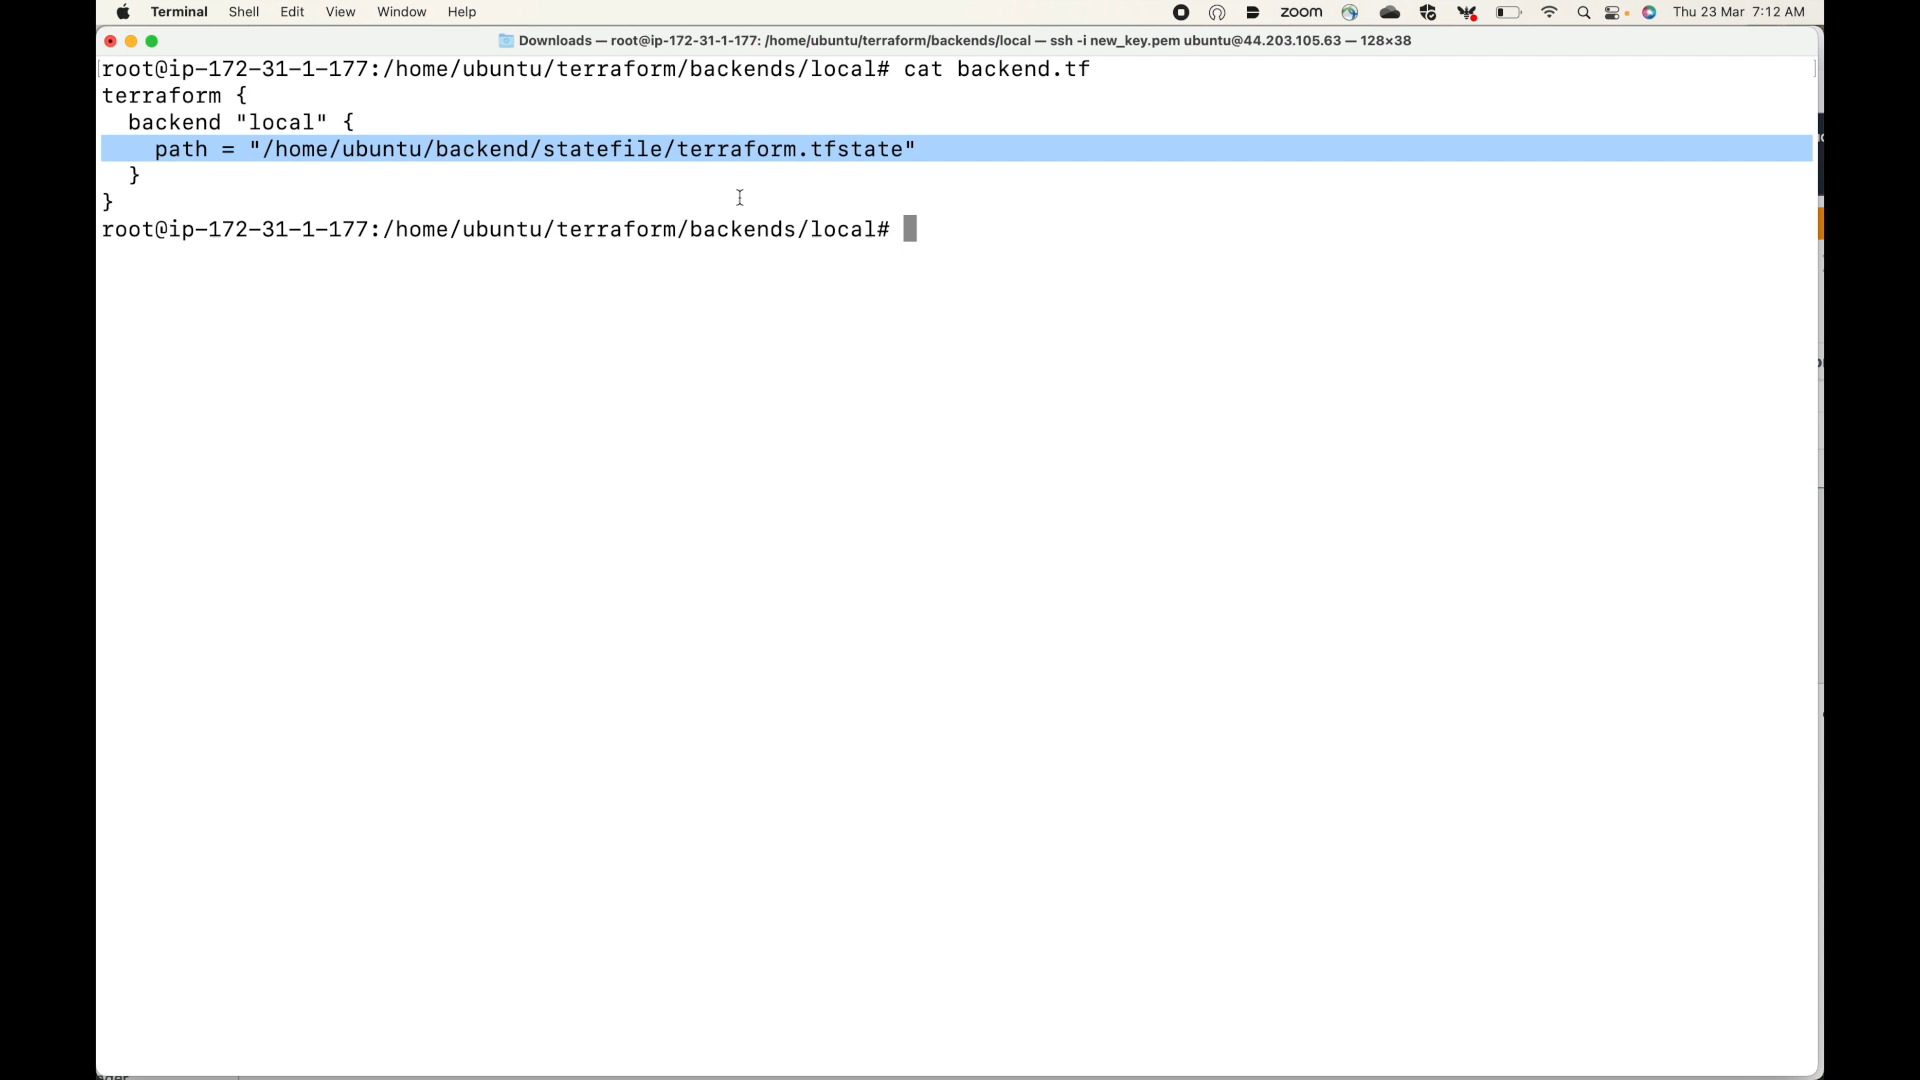 Terminal Shell Edit View Window Help zoom Thu 23 Mar 7:12 AM
Downloads — root@ip-172-31-1-177: /home/ubuntu/terraform/backends/local — ssh -i new_key.pem ubuntu@44.203.105.63 — 128×38
root@ip-172-31-1-177:/home/ubuntu/terraform/backends/local# cat backend.tf
terraform {
  backend "local" {
    path = "/home/ubuntu/backend/statefile/terraform.tfstate"
  }
}
root@ip-172-31-1-177:/home/ubuntu/terraform/backends/local#